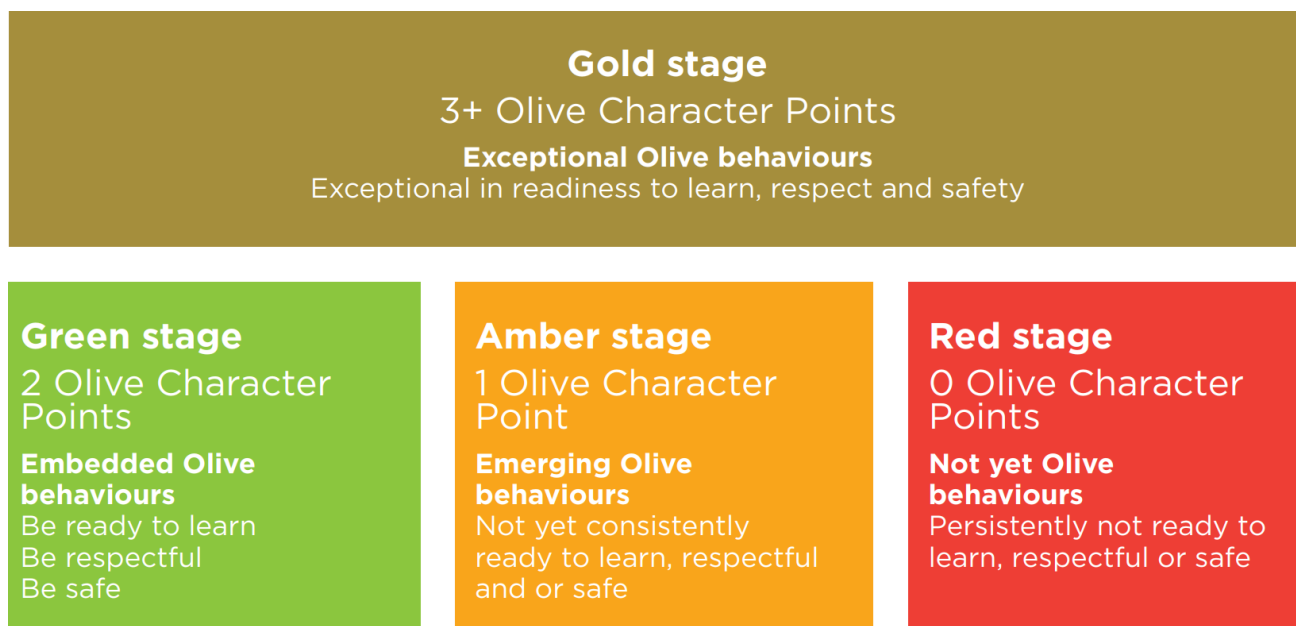 Gold stage
3+ Olive Character Points
Exceptional Olive behaviours
Exceptional in readiness to learn, respect and safety
Green stage
2 Olive Character
Points
Embedded Olive
behaviours
Be ready to learn
Be respectful
Be safe
Amber stage
1 Olive Character
Point
Emerging Olive
behaviours
Not yet consistently
ready to learn, respectful
and or safe
Red stage
0 Olive Character
Points
Not yet Olive
behaviours
Persistently not ready to
learn, respectful or safe